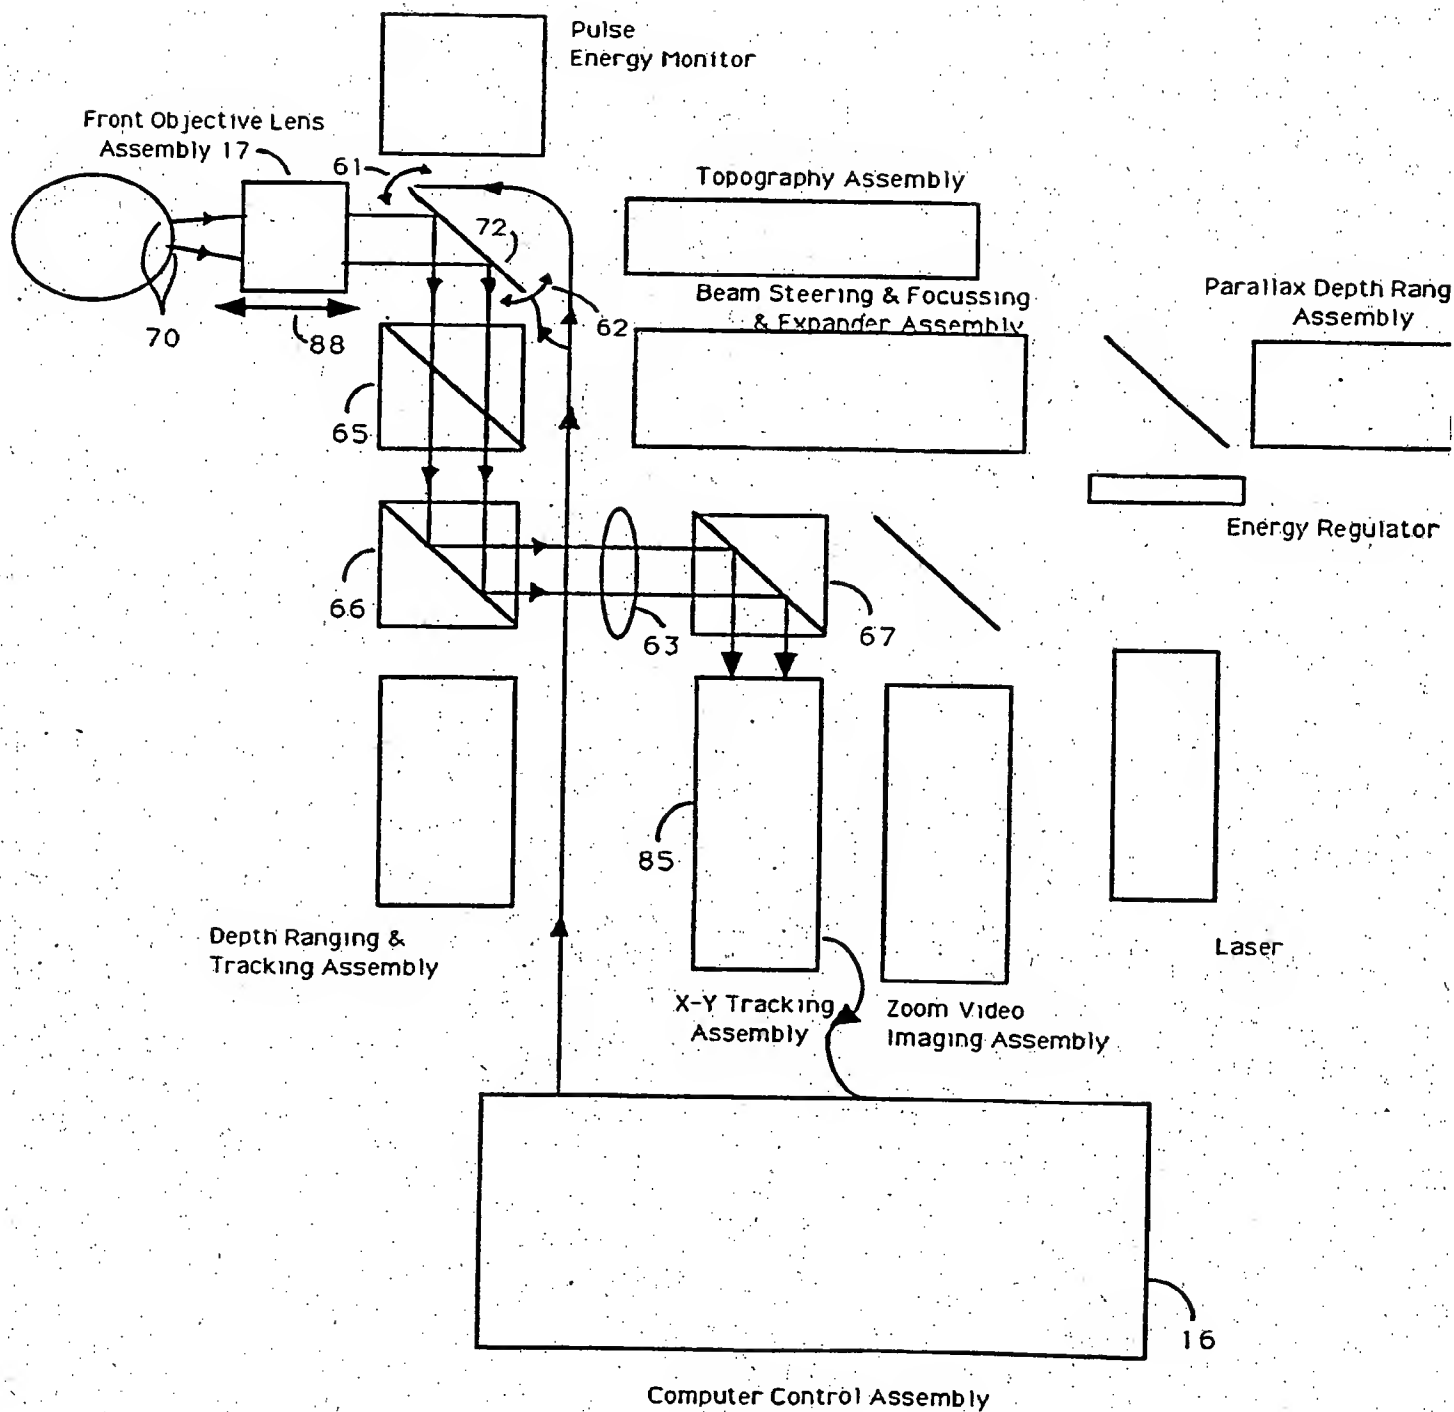 Pulse
Energy Monitor
Front Objective Lens
Assembly 17
61
Topography Assembly
72
Beam Steering & Focussing
& Expander Assembly
Parallax Depth Rang
Assembly
70
88
62
65
Energy Regulator
66
63
67
85
Depth Ranging &
Tracking Assembly
Laser
X-Y Tracking
Assembly
Zoom Video
Imaging Assembly
16
Computer Control Assembly